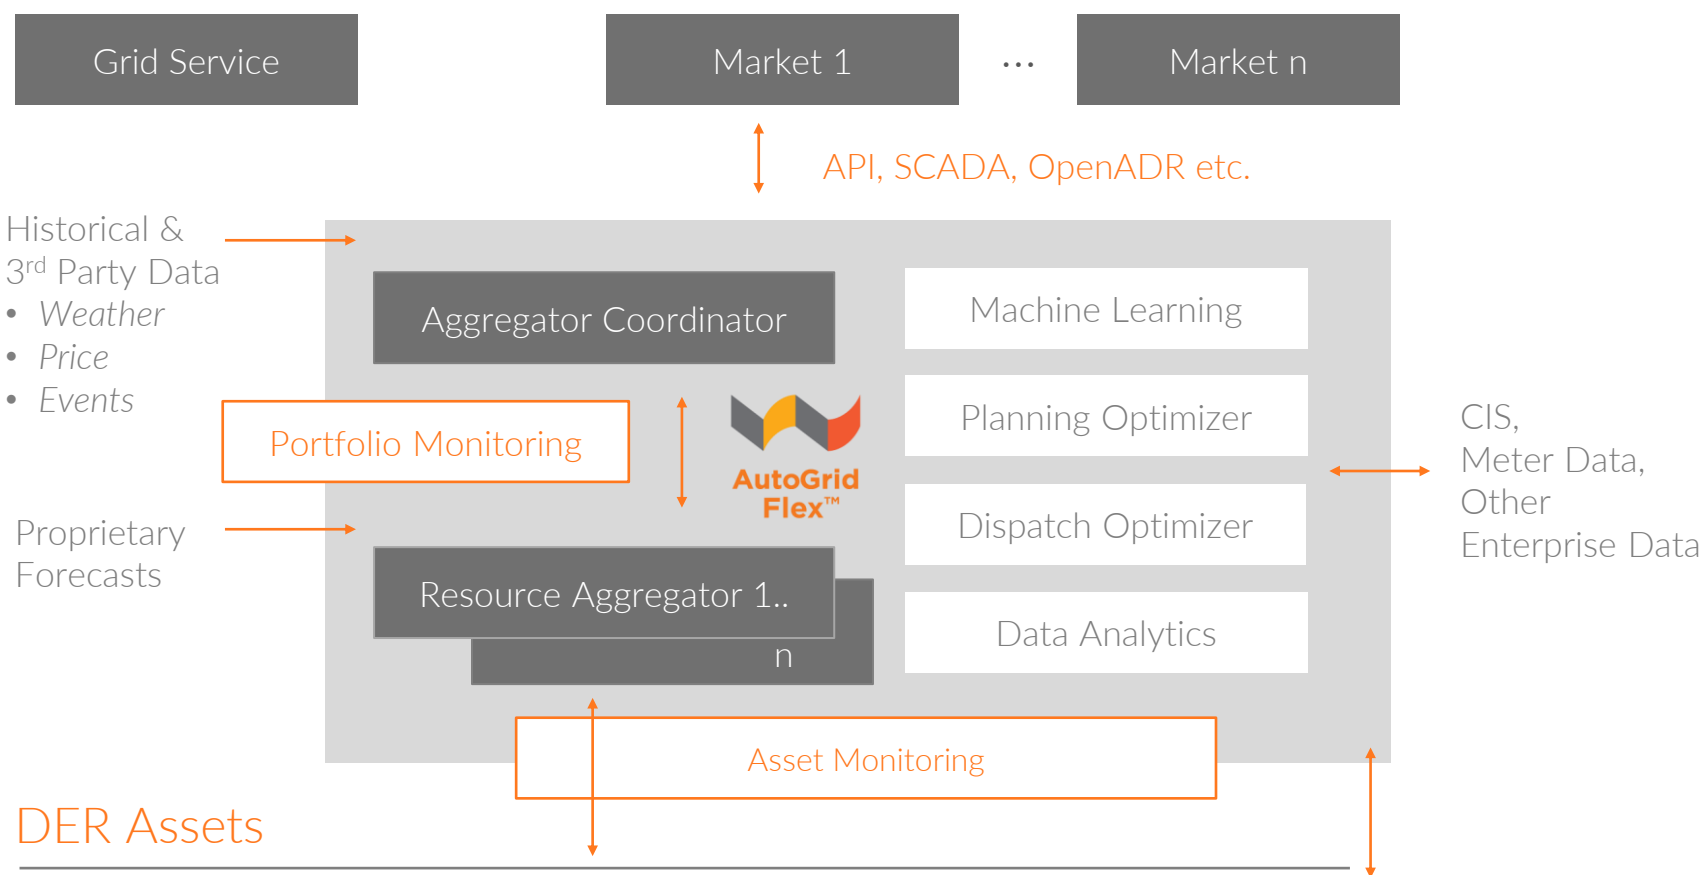 Grid Service
Market 1
...
Market n
API, SCADA, OpenADR etc.
Historical &
3rd Party Data
• Weather
• Price
• Events
Aggregator Coordinator
Machine Learning
Portfolio Monitoring
AutoGrid
Flex™
Planning Optimizer
CIS,
Meter Data,
Other
Enterprise Data
Proprietary
Forecasts
Dispatch Optimizer
Resource Aggregator 1..
n
Data Analytics
Asset Monitoring
DER Assets